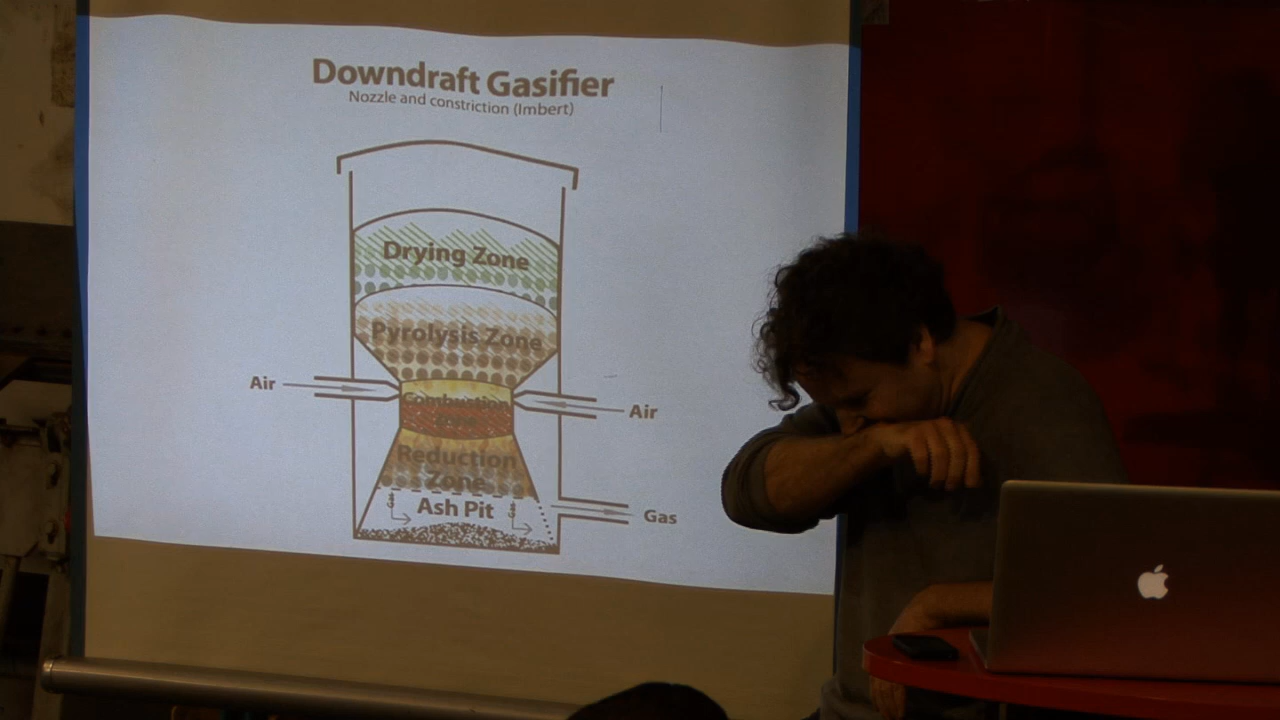 Downdraft Gasifier
Nozzle and constriction (Imbert)
Drying Zone
Pyrolysis Zone
Air
Air
Combustion
Zone
Reduction
Zone
Ash Pit
Gas